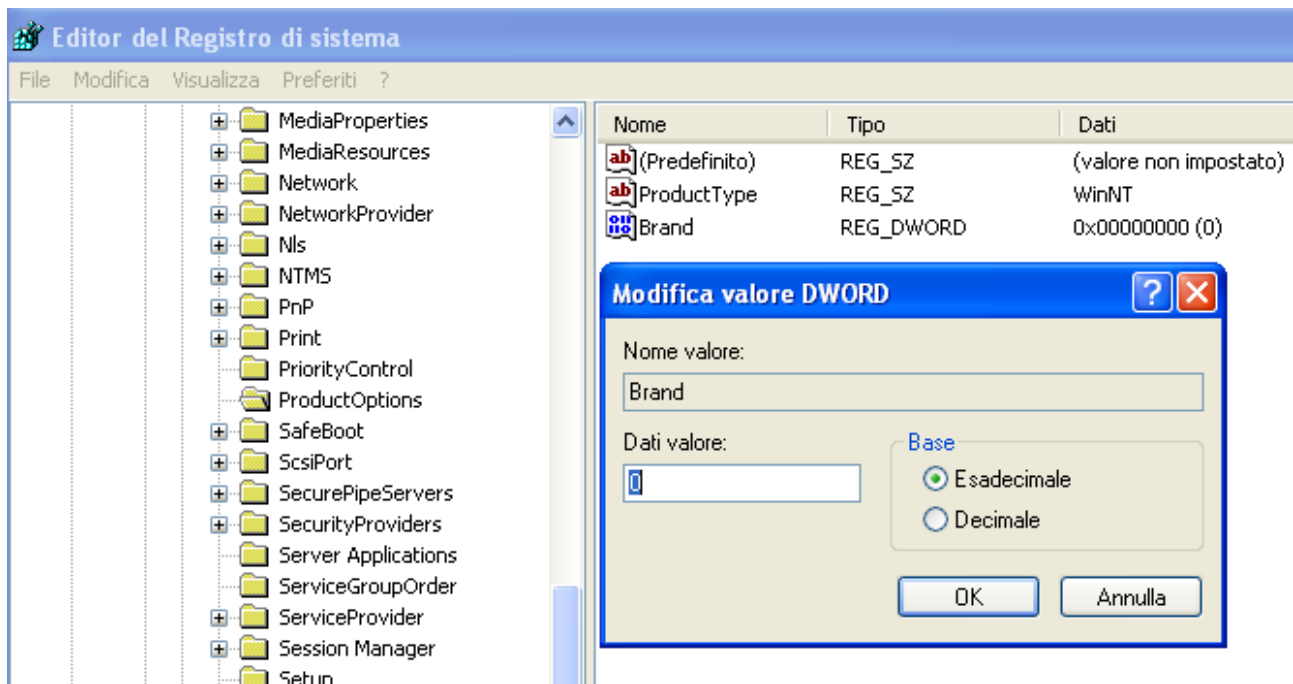 Editor del Registro di sistema
File Modifica Visualizza Preferiti ?
MediaProperties
MediaResources
Network
NetworkProvider
Nls
NTMS
PnP
Print
PriorityControl
ProductOptions
SafeBoot
ScsiPort
SecurePipeServers
SecurityProviders
Server Applications
ServiceGroupOrder
ServiceProvider
Session Manager
Setup
Nome Tipo Dati
(Predefinito) REG_SZ (valore non impostato)
ProductType REG_SZ WinNT
Brand REG_DWORD 0x00000000 (0)
Modifica valore DWORD
Nome valore:
Brand
Dati valore:
0
Base
Esadecimale
Decimale
OK Annulla